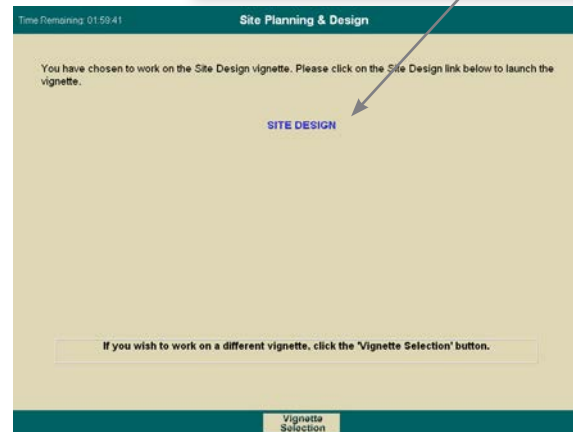 Time Remaining: 01:59:41
Site Planning & Design
You have chosen to work on the Site Design vignette. Please click on the Site Design link below to launch the
vignette.
SITE DESIGN
If you wish to work on a different vignette, click the 'Vignette Selection' button.
Vignette
Selection